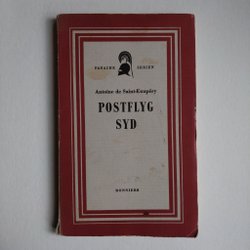 PANACHE SERIEN
Antoine de Saint-Exupéry
POSTFLYG
SYD
BONNIERS